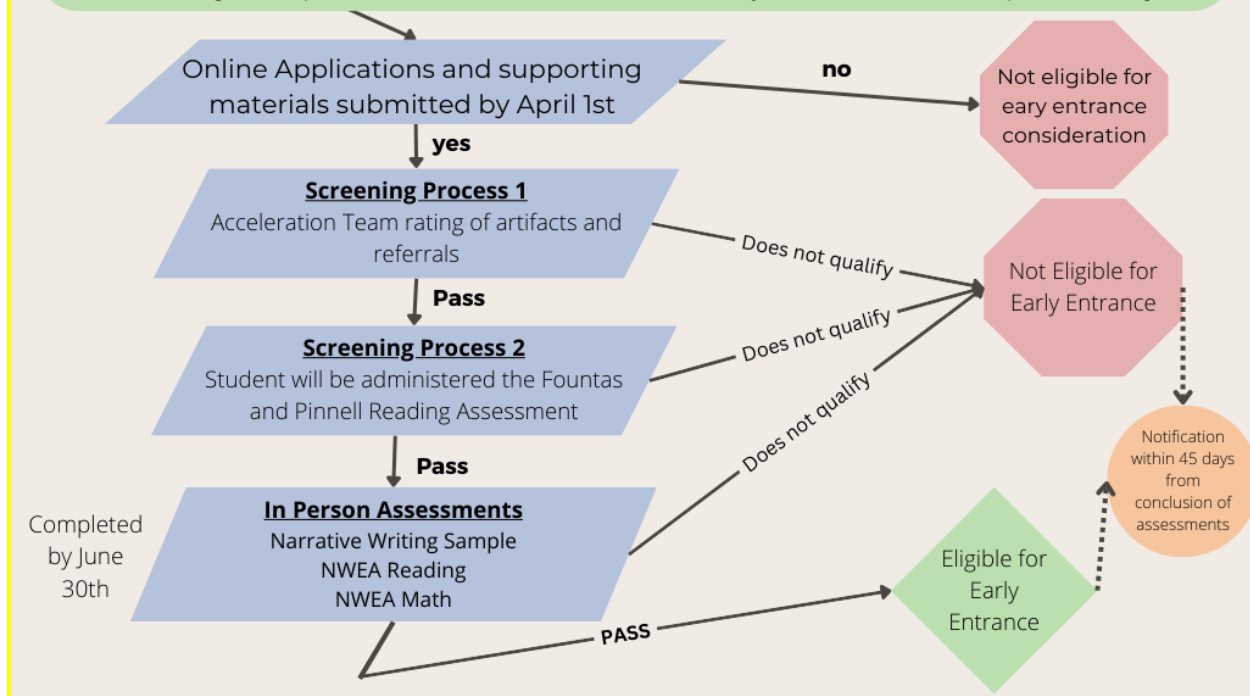 Online Applications and supporting
materials submitted by April 1st
no
Not eligible for
eary entrance
consideration
yes
Screening Process 1
Acceleration Team rating of artifacts and
referrals
Does not qualify
Not Eligible for
Early Entrance
Pass
Screening Process 2
Student will be administered the Fountas
and Pinnell Reading Assessment
Does not qualify
Does not qualify
Pass
In Person Assessments
Narrative Writing Sample
NWEA Reading
NWEA Math
Completed
by June
30th
Notification
within 45 days
from
conclusion of
assessments
Eligible for
Early
Entrance
PASS